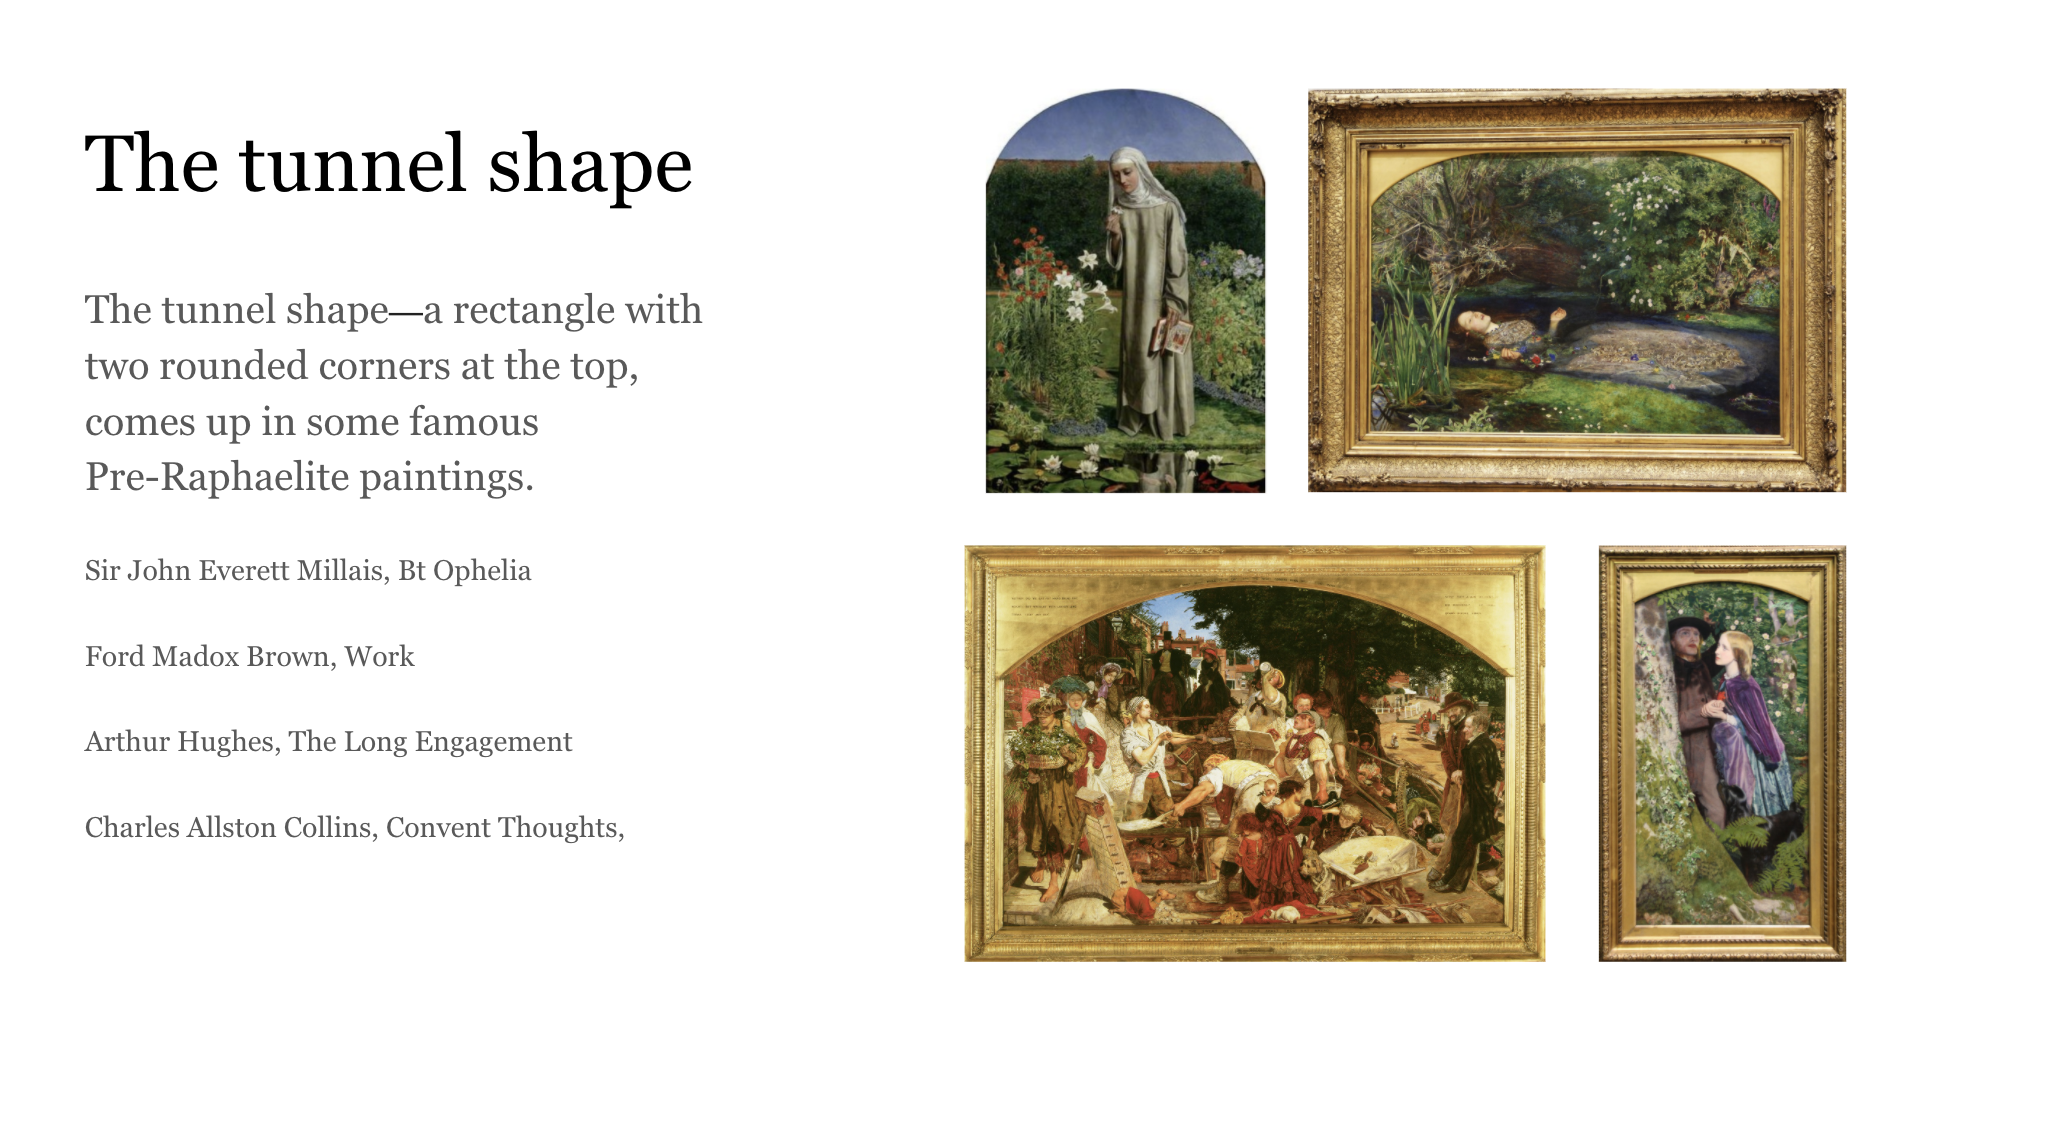 The tunnel shape
The tunnel shape—a rectangle with
two rounded corners at the top,
comes up in some famous
Pre-Raphaelite paintings.
Sir John Everett Millais, Bt Ophelia
Ford Madox Brown, Work
Arthur Hughes, The Long Engagement
Charles Allston Collins, Convent Thoughts,